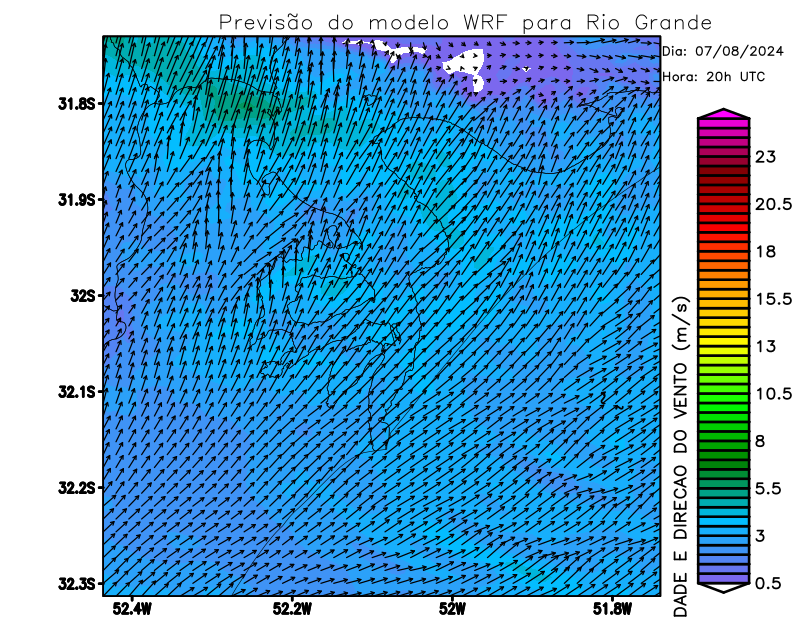 Previsão do modelo WRF para Rio Grande
Dia: 07/08/2024
Hora: 20h UTC
31.8S
31.9S
32S
32.1S
32.2S
32.3S
52.4W
52.2W
52W
51.8W
23
20.5
18
15.5
13
10.5
8
5.5
3
0.5
DADE E DIRECAO DO VENTO (m/s)